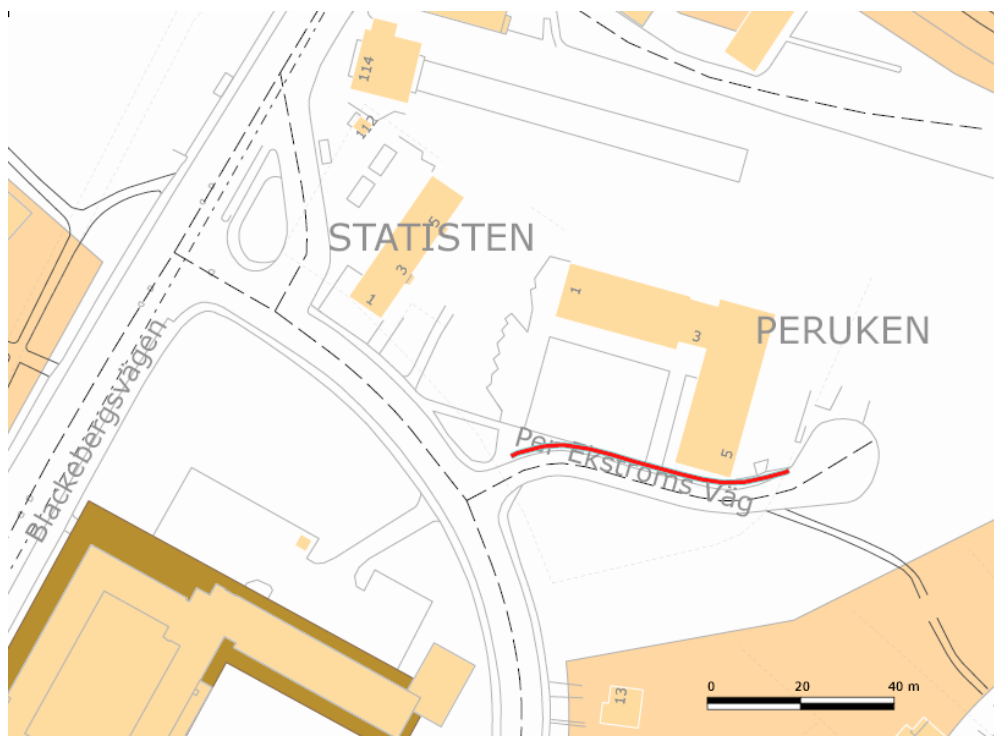 114
112
STATISTEN
5
3
1
1
3
5
PERUKEN
Blackebergsvägen
Per Ekströms Väg
13
0 20 40 m